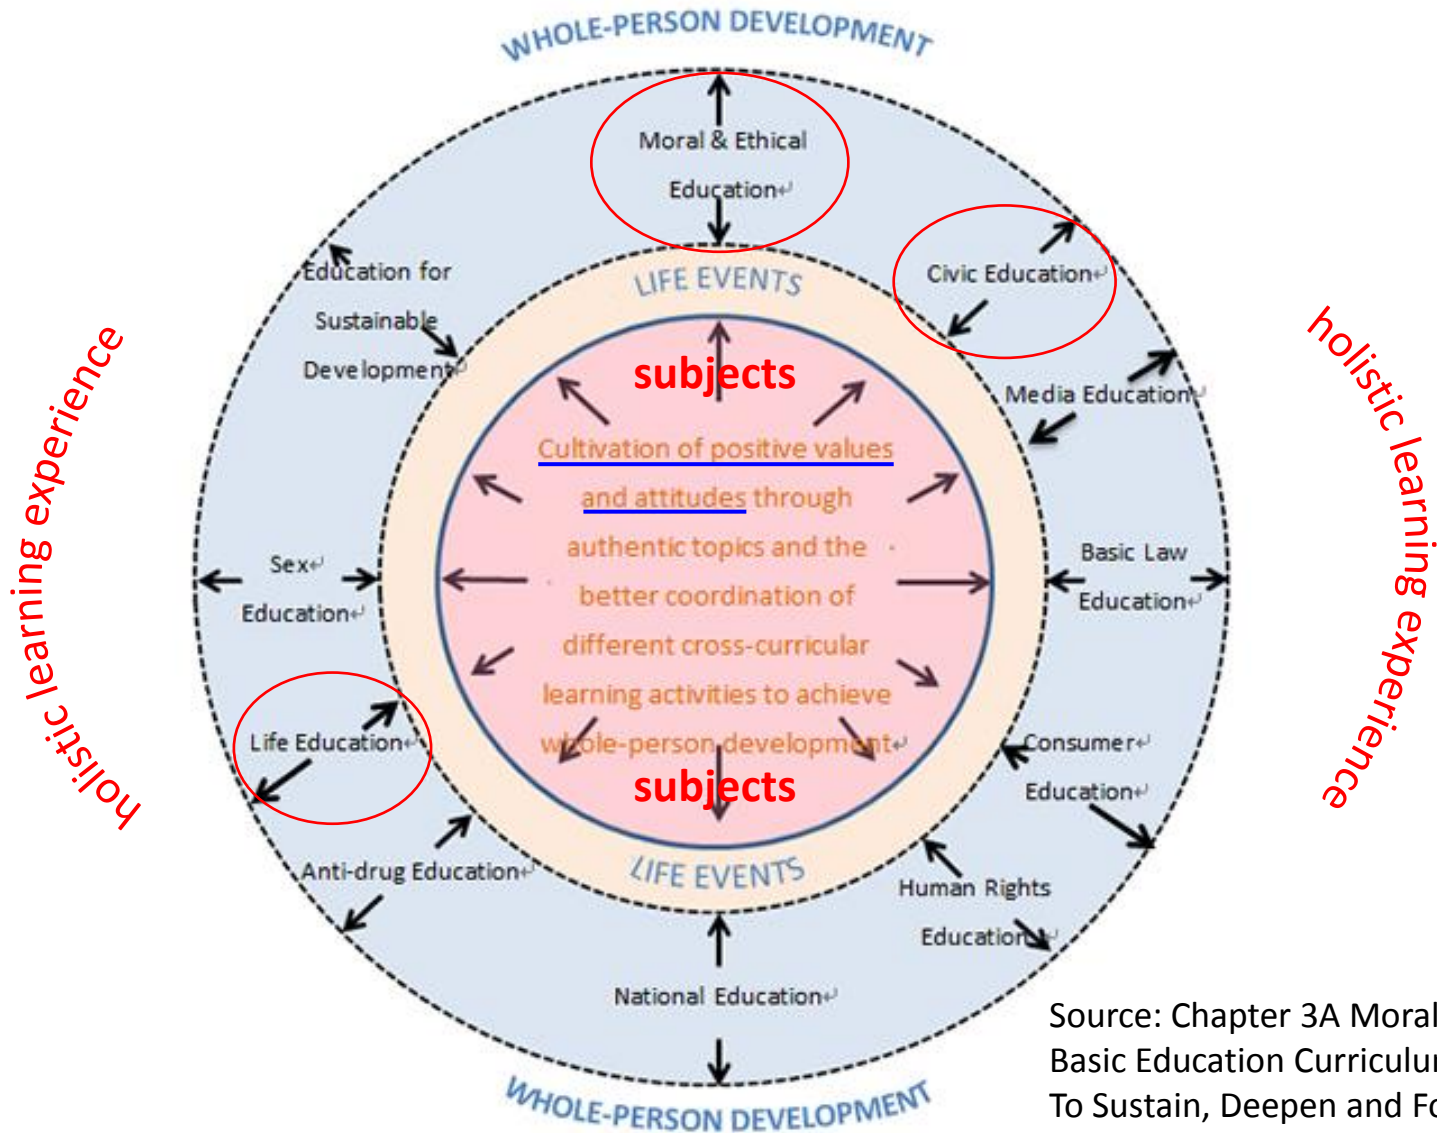 WHOLE-PERSON DEVELOPMENT
Moral & Ethical
Education
Civic Education
Media Education
Basic Law
Education
Consumer
Education
Human Rights
Education
National Education
Anti-drug Education
Life Education
Sex
Education
Education for
Sustainable
Development
LIFE EVENTS
subjects
Cultivation of positive values
and attitudes through
authentic topics and the
better coordination of
different cross-curricular
learning activities to achieve
whole-person development
subjects
LIFE EVENTS
WHOLE-PERSON DEVELOPMENT
holistic learning experience
holistic learning experience
Source: Chapter 3A Moral
Basic Education
To Sustain, Deepen and